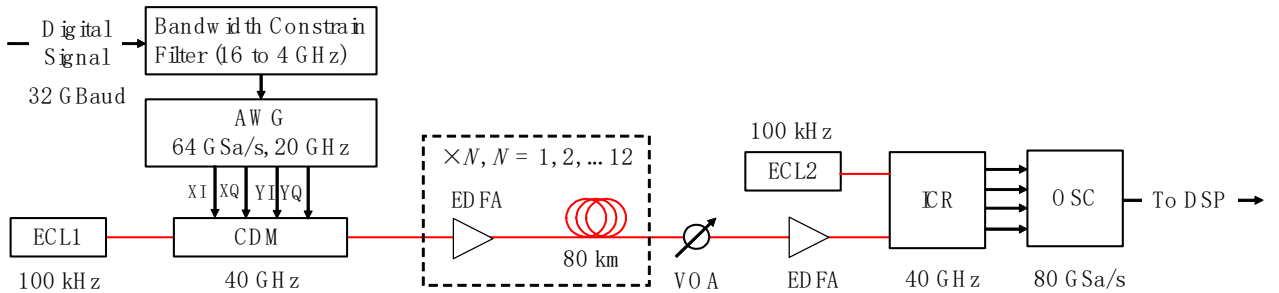 Digital
Signal
32 GBaud
Bandwidth Constrain
Filter (16 to 4 GHz)
AWG
64 GSa/s, 20 GHz
XI XQ YI YQ
ECL1
100 kHz
CDM
40 GHz
×N, N = 1, 2, ... 12
EDFA
80 km
VOA
EDFA
100 kHz
ECL2
ICR
40 GHz
OSC
80 GSa/s
To DSP